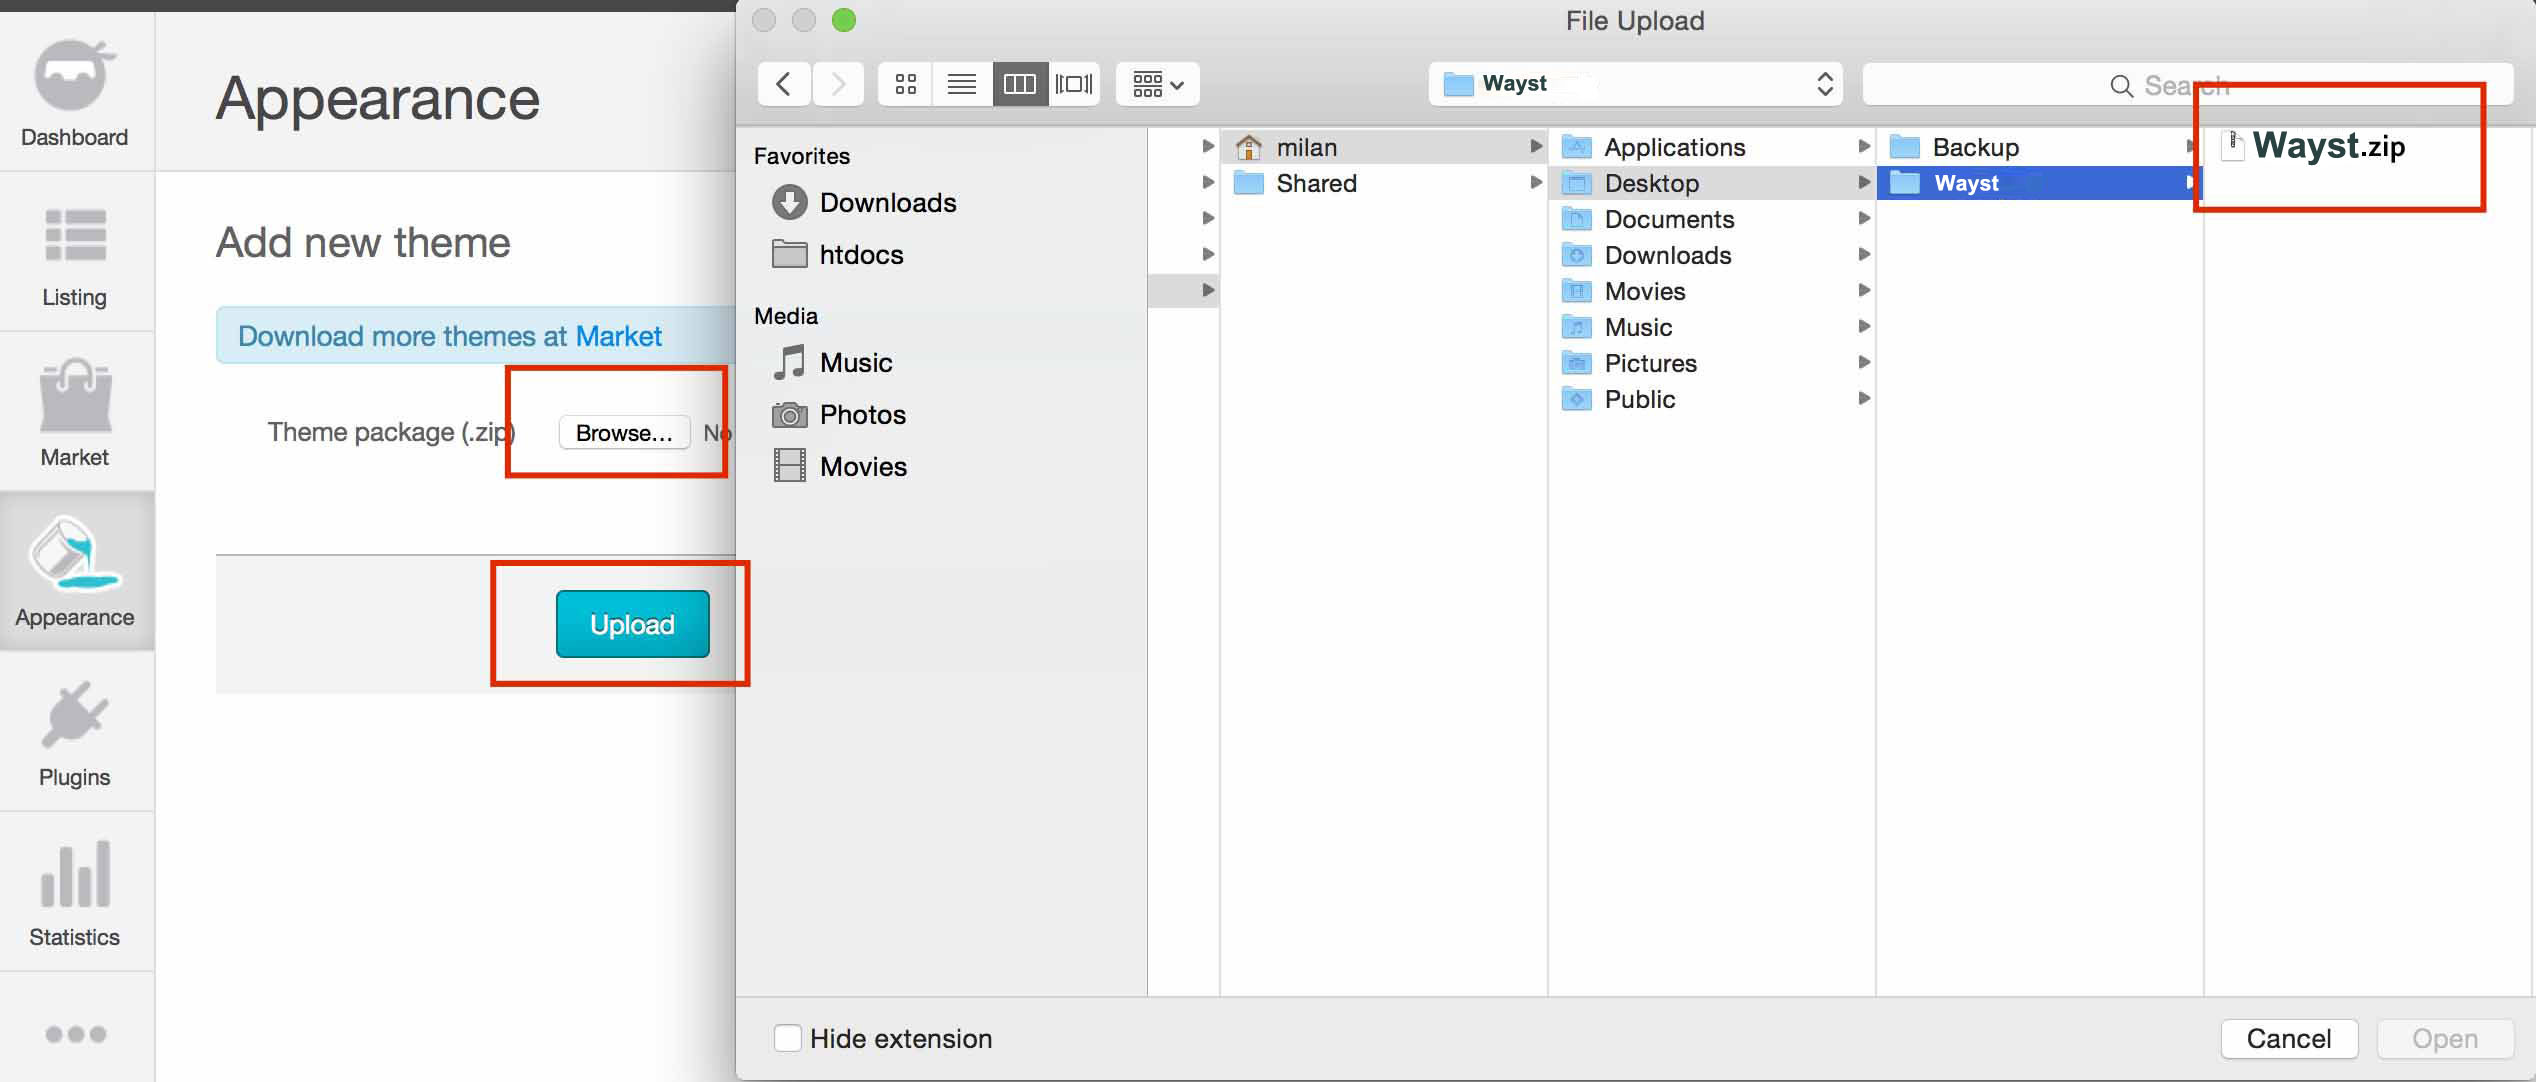 Dashboard
Listing
Market
Appearance
Plugins
Statistics
Appearance
Add new theme
Download more themes at Market
Theme package (.zip)
Browse...
No
Upload
File Upload
Wayst
Search
Favorites
Downloads
htdocs
Media
Music
Photos
Movies
milan
Shared
Applications
Desktop
Documents
Downloads
Movies
Music
Pictures
Public
Backup
Wayst
Wayst.zip
Hide extension
Cancel
Open